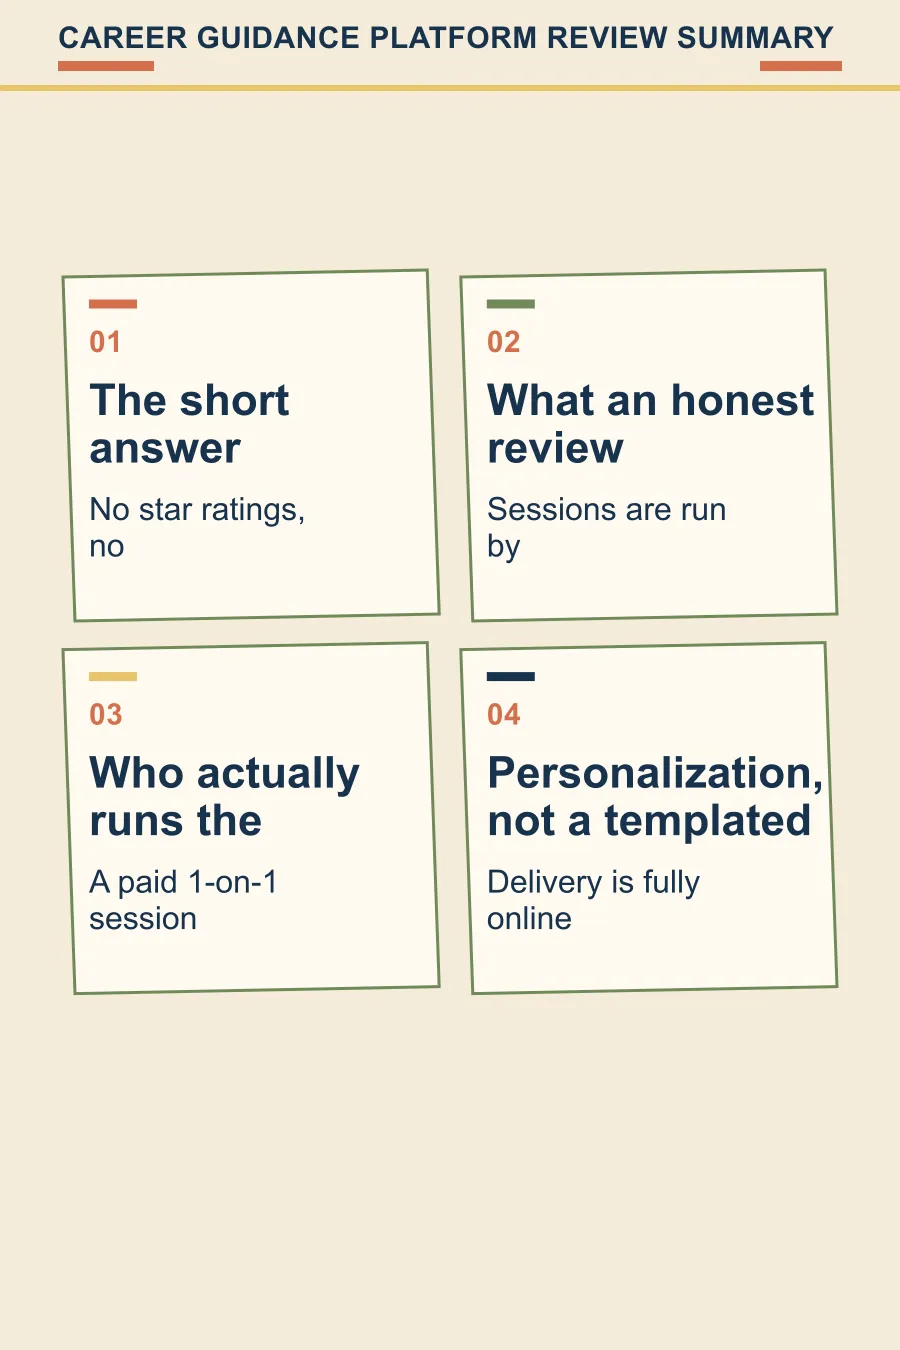 CAREER GUIDANCE PLATFORM REVIEW SUMMARY
01
The short
answer
No star ratings,
no
02
What an honest
review
Sessions are run
by
03
Who actually
runs the
A paid 1-on-1
session
04
Personalization,
not a templated
Delivery is fully
online